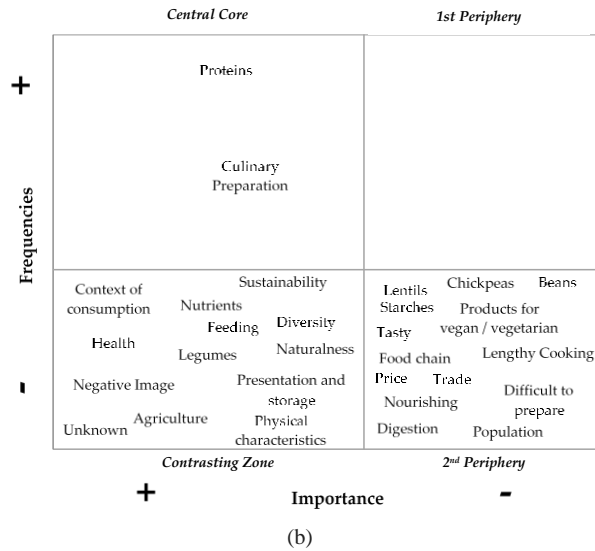 Central Core
1st Periphery
+
Frequencies
-
Proteins
Culinary
Preparation
Context of
consumption
Sustainability
Nutrients
Feeding
Diversity
Health
Legumes
Naturalness
Negative Image
Presentation and
storage
Agriculture
Unknown
Physical
characteristics
Lentils
Chickpeas
Beans
Starches
Products for
vegan / vegetarian
Tasty
Food chain
Lengthy Cooking
Price
Trade
Difficult to
prepare
Nourishing
Digestion
Population
Contrasting Zone
2nd Periphery
+
Importance
-
(b)